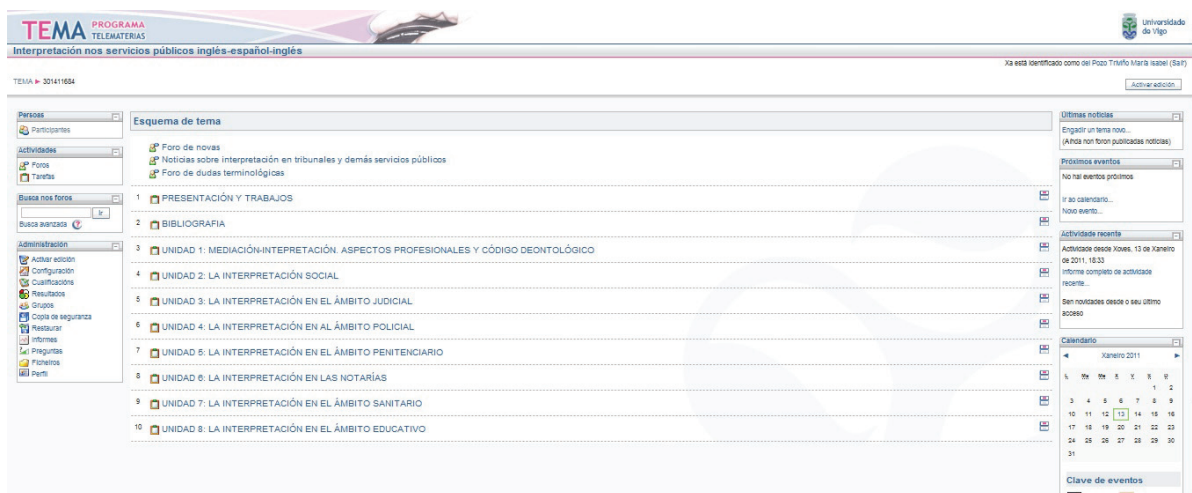 TEMA PROGRAMA
TELEMATERIAS
Universidade
de Vigo
Interpretación nos servicios públicos inglés-español-inglés
Xa está identificado como del Pozo Triviño María Isabel (Saír)
TEMA ► 301411684
Activar edición
Persoas
Participantes
Actividades
Foros
Tarefas
Busca nos foros
Ir
Busca avanzada
Administración
Activar edición
Configuración
Cualificacións
Resultados
Grupos
Copia de seguranza
Restaurar
Informes
Preguntas
Ficheiros
Perfil
Esquema de tema
Foro de novas
Noticias sobre interpretación en tribunales y demás servicios públicos
Foro de dudas terminológicas
1 PRESENTACIÓN Y TRABAJOS
2 BIBLIOGRAFIA
3 UNIDAD 1: MEDIACIÓN-INTEPRETACIÓN. ASPECTOS PROFESIONALES Y CÓDIGO DEONTOLÓGICO
4 UNIDAD 2: LA INTERPRETACIÓN SOCIAL
5 UNIDAD 3: LA INTERPRETACIÓN EN EL ÁMBITO JUDICIAL
6 UNIDAD 4: LA INTERPRETACIÓN EN AL ÁMBITO POLICIAL
7 UNIDAD 5: LA INTERPRETACIÓN EN EL ÁMBITO PENITENCIARIO
8 UNIDAD 6: LA INTERPRETACIÓN EN LAS NOTARÍAS
9 UNIDAD 7: LA INTERPRETACIÓN EN EL ÁMBITO SANITARIO
10 UNIDAD 8: LA INTERPRETACIÓN EN EL ÁMBITO EDUCATIVO
Últimas noticias
Engadir un tema novo...
(Aínda non foron publicadas noticias)
Próximos eventos
No hai eventos próximos
Ir ao calendario...
Novo evento...
Actividade recente
Actividade desde Xoves, 13 de Xaneiro
de 2011, 18:33
Informe completo de actividade
recente...
Sen novidades desde o seu último
acceso
Calendario
◄ Xaneiro 2011 ►
1 2
3 4 5 6 7 8 9
10 11 12 13 14 15 16
17 18 19 20 21 22 23
24 25 26 27 28 29 30
31
Clave de eventos